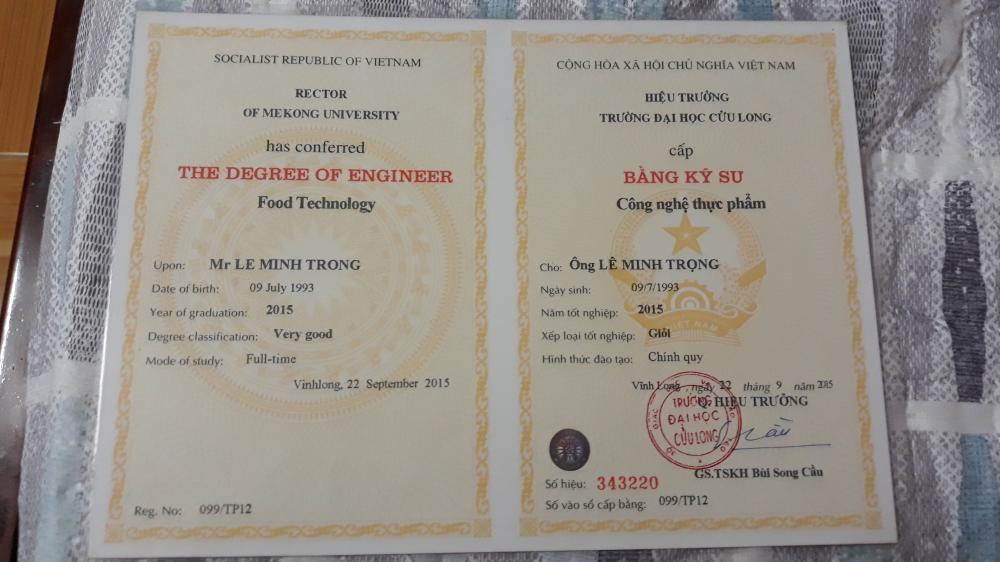 SOCIALIST REPUBLIC OF VIETNAM
RECTOR
OF MEKONG UNIVERSITY
has conferred
THE DEGREE OF ENGINEER
Food Technology
Upon: Mr LE MINH TRONG
Date of birth: 09 July 1993
Year of graduation: 2015
Degree classification: Very good
Mode of study: Full-time
Vinhlong, 22 September 2015
Reg. No: 099/TP12
CỘNG HÒA XÃ HỘI CHỦ NGHĨA VIỆT NAM
HIỆU TRƯỞNG
TRƯỜNG ĐẠI HỌC CỬU LONG
cấp
BẰNG KỸ SƯ
Công nghệ thực phẩm
Cho: Ông LÊ MINH TRỌNG
Ngày sinh: 09/7/1993
Năm tốt nghiệp: 2015
VIỆT NAM
Xếp loại tốt nghiệp: Giỏi
Hình thức đào tạo: Chính quy
Vĩnh Long, ngày 22 tháng 9 năm 2015
Q. HIỆU TRƯỞNG
TRƯỜNG
ĐẠI HỌC
CỬU LONG
GS.TSKH Bùi Song Cầu
Số hiệu: 343220
Số vào sổ cấp bằng: 099/TP12